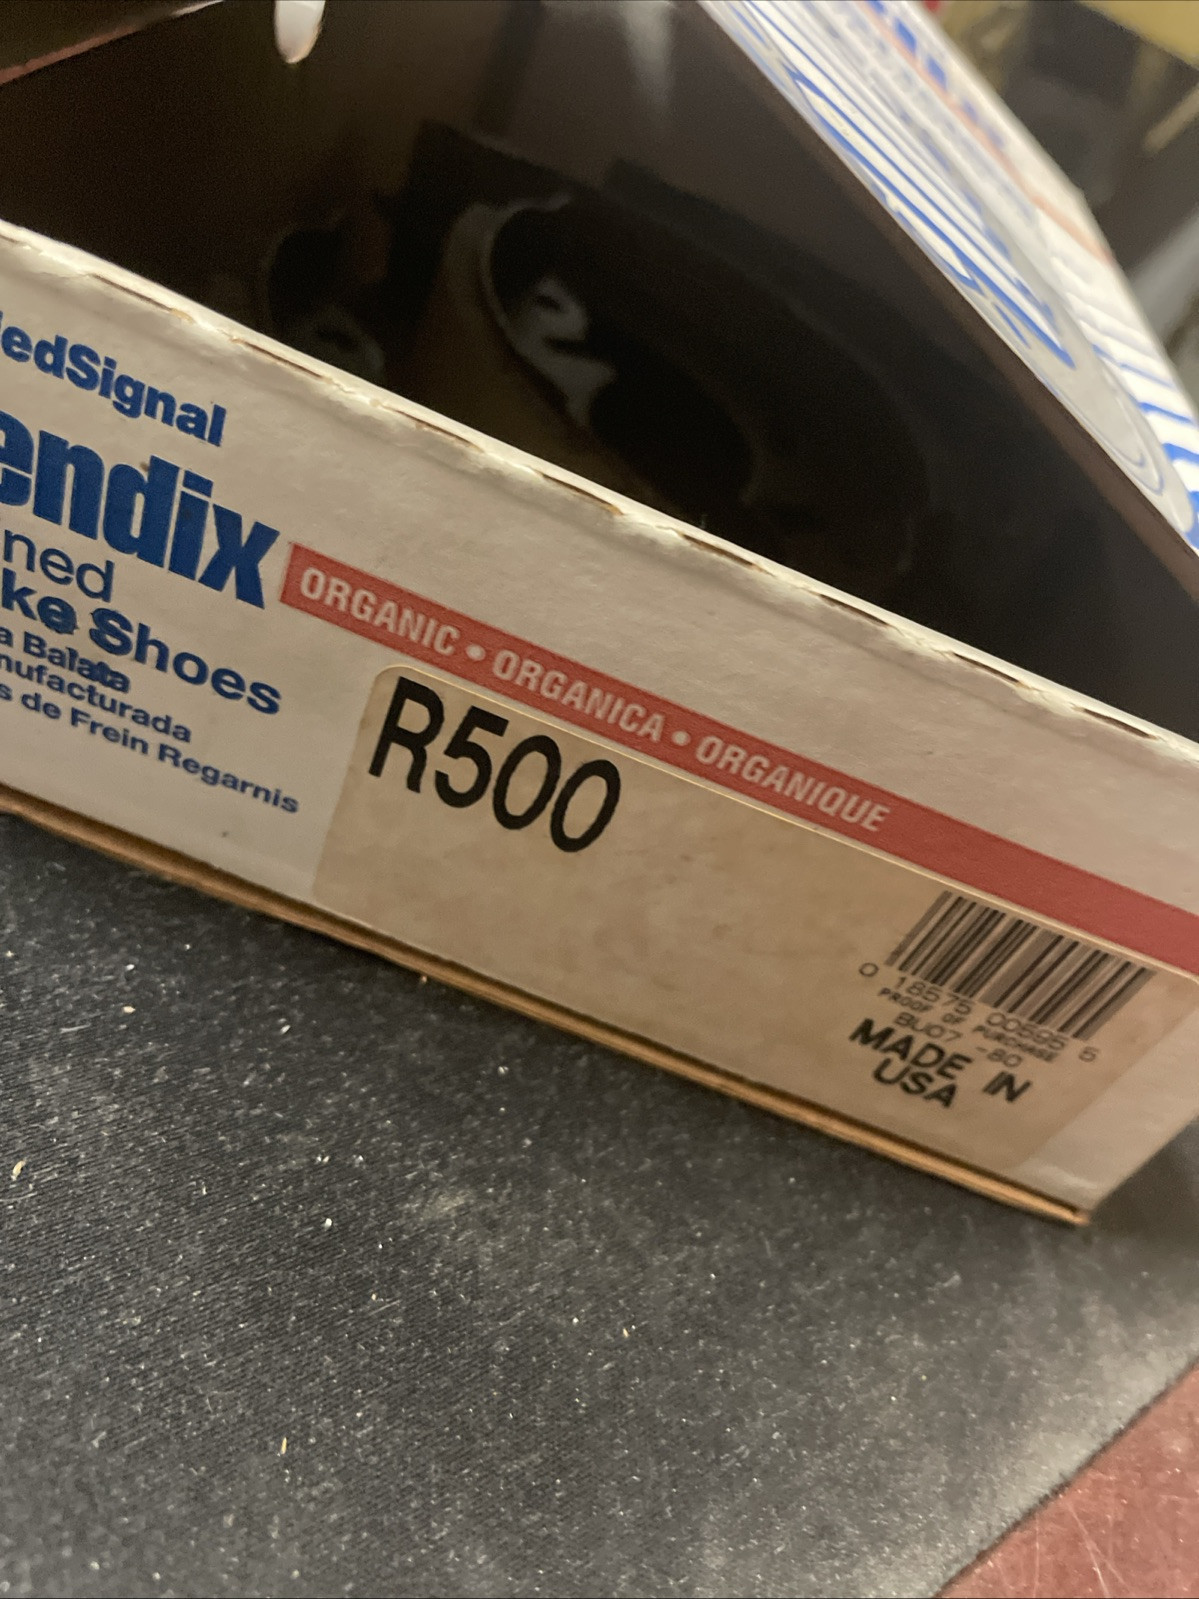 edSignal
endix
ned
ke Shoes
a Balata
nufacturada
s de Frein Regarnis
ORGANIC • ORGANICA • ORGANIQUE
R500
0 18575 00595 5
PROOF OF PURCHASE
BU07 -80
MADE IN
USA